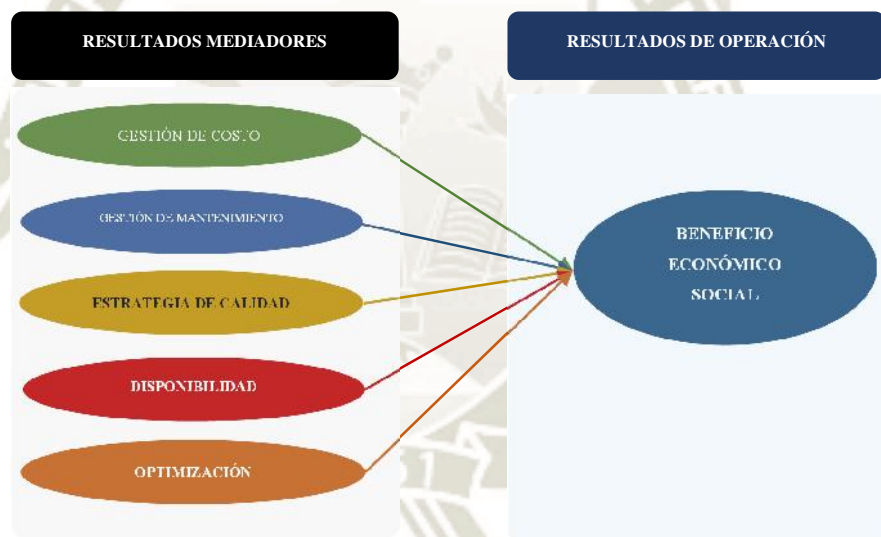 RESULTADOS MEDIADORES
RESULTADOS DE OPERACIÓN
GESTIÓN DE COSTO
GESTIÓN DE MANTENIMIENTO
ESTRATEGIA DE CALIDAD
DISPONIBILIDAD
OPTIMIZACIÓN
BENEFICIO
ECONÓMICO
SOCIAL